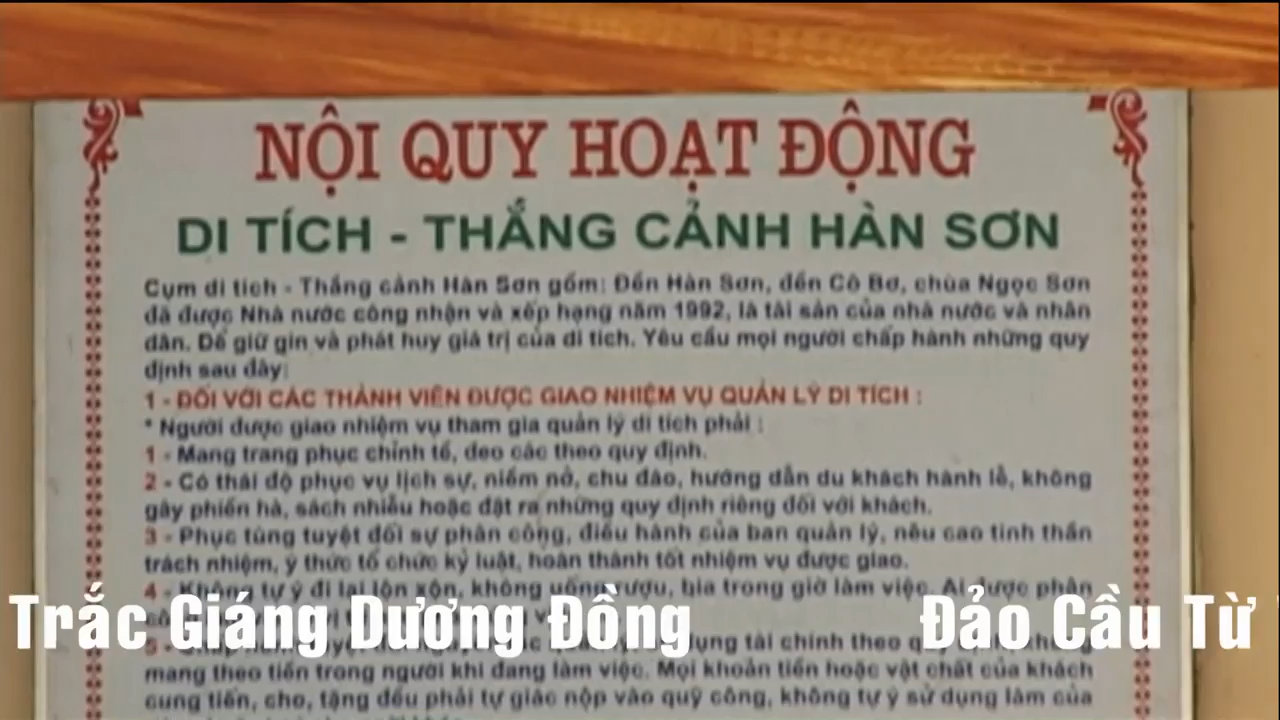 NỘI QUY HOẠT ĐỘNG
DI TÍCH - THẮNG CẢNH HÀN SƠN
Cụm di tích - Thắng cảnh Hàn Sơn gồm: Đền Hàn Sơn, đền Cô Bơ, chùa Ngọc Sơn
đã được Nhà nước công nhận và xếp hạng năm 1992, là tài sản của nhà nước và nhân
dân. Để giữ gìn và phát huy giá trị của di tích. Yêu cầu mọi người chấp hành những quy
định sau đây:
1 - ĐỐI VỚI CÁC THÀNH VIÊN ĐƯỢC GIAO NHIỆM VỤ QUẢN LÝ DI TÍCH :
* Người được giao nhiệm vụ tham gia quản lý di tích phải :
1 - Mang trang phục chỉnh tề, đeo các theo quy định.
2 - Có thái độ phục vụ lịch sự, niềm nở, chu đáo, hướng dẫn du khách hành lễ, không
gây phiền hà, sách nhiễu hoặc đặt ra những quy định riêng đối với khách.
3 - Phục tùng tuyệt đối sự phân công, điều hành của ban quản lý, nêu cao tinh thần
trách nhiệm, ý thức tổ chức kỷ luật, hoàn thành tốt nhiệm vụ được giao.
4 - Không tự ý đi lại lộn xộn, không uống rượu, bia trong giờ làm việc. Ai được phân
Trắc Giáng Dương Đồng Đảo Cầu Từ
5 - dụng tài chính theo
mang theo tiền trong người khi đang làm việc. Mọi khoản tiền hoặc vật chất của khách
cung tiến, cho, tặng đều phải tự giác nộp vào quỹ công, không tự ý sử dụng làm của